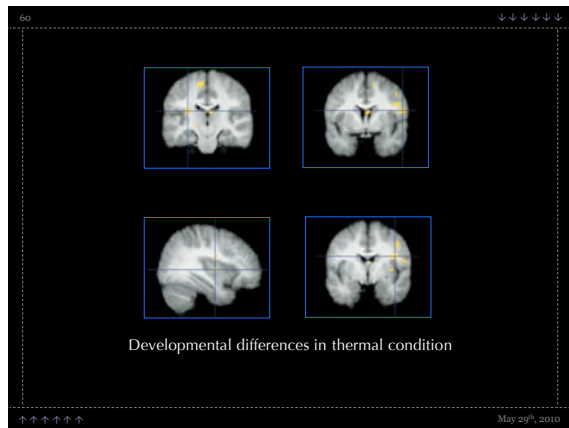 60
↓↓↓↓↓↓
Developmental differences in thermal condition
↑↑↑↑↑↑
May 29th, 2010